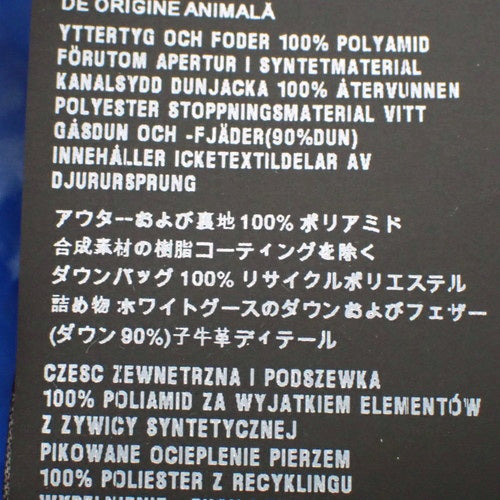 DE ORIGINE ANIMALĂ
YTTERTYG OCH FODER 100% POLYAMID
FÖRUTOM APERTUR I SYNTETMATERIAL
KANALSYDD DUNJACKA 100% ÅTERVUNNEN
POLYESTER STOPPNINGSMATERIAL VITT
GÅSDUN OCH -FJÄDER(90%DUN)
INNEHÅLLER ICKETEXTILDELAR AV
DJURURSPRUNG
アウターおよび裏地100% ポリアミド
合成素材の樹脂コーティングを除く
ダウンバッグ 100% リサイクルポリエステル
詰め物 ホワイトグースのダウンおよびフェザー
(ダウン 90%)子牛革ディテール
CZESC ZEWNETRZNA I PODSZEWKA
100% POLIAMID ZA WYJATKIEM ELEMENTÓW
Z ZYWICY SYNTETYCZNEJ
PIKOWANE OCIEPLENIE PIERZEM
100% POLIESTER Z RECYKLINGU